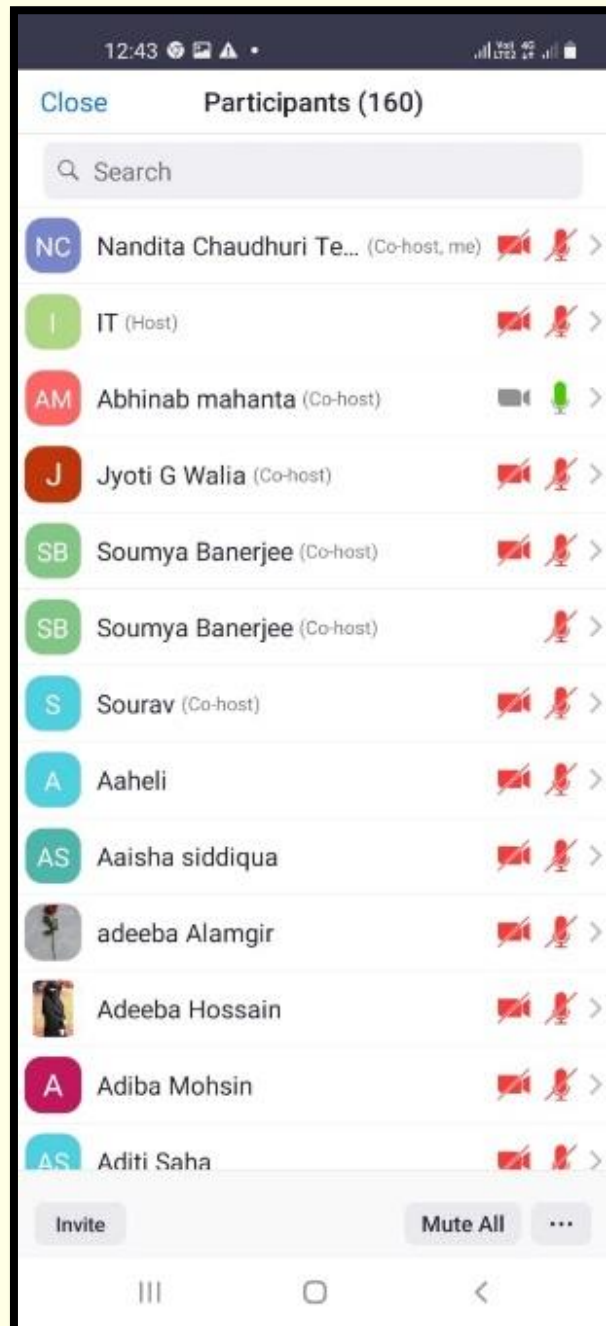 12:43
Close Participants (160)
Search
NC Nandita Chaudhuri Te... (Co-host, me)
I IT (Host)
AM Abhinab mahanta (Co-host)
J Jyoti G Walia (Co-host)
SB Soumya Banerjee (Co-host)
SB Soumya Banerjee (Co-host)
S Sourav (Co-host)
A Aaheli
AS Aaisha siddiqua
adeeba Alamgir
Adeeba Hossain
A Adiba Mohsin
AS Aditi Saha
Invite Mute All ...